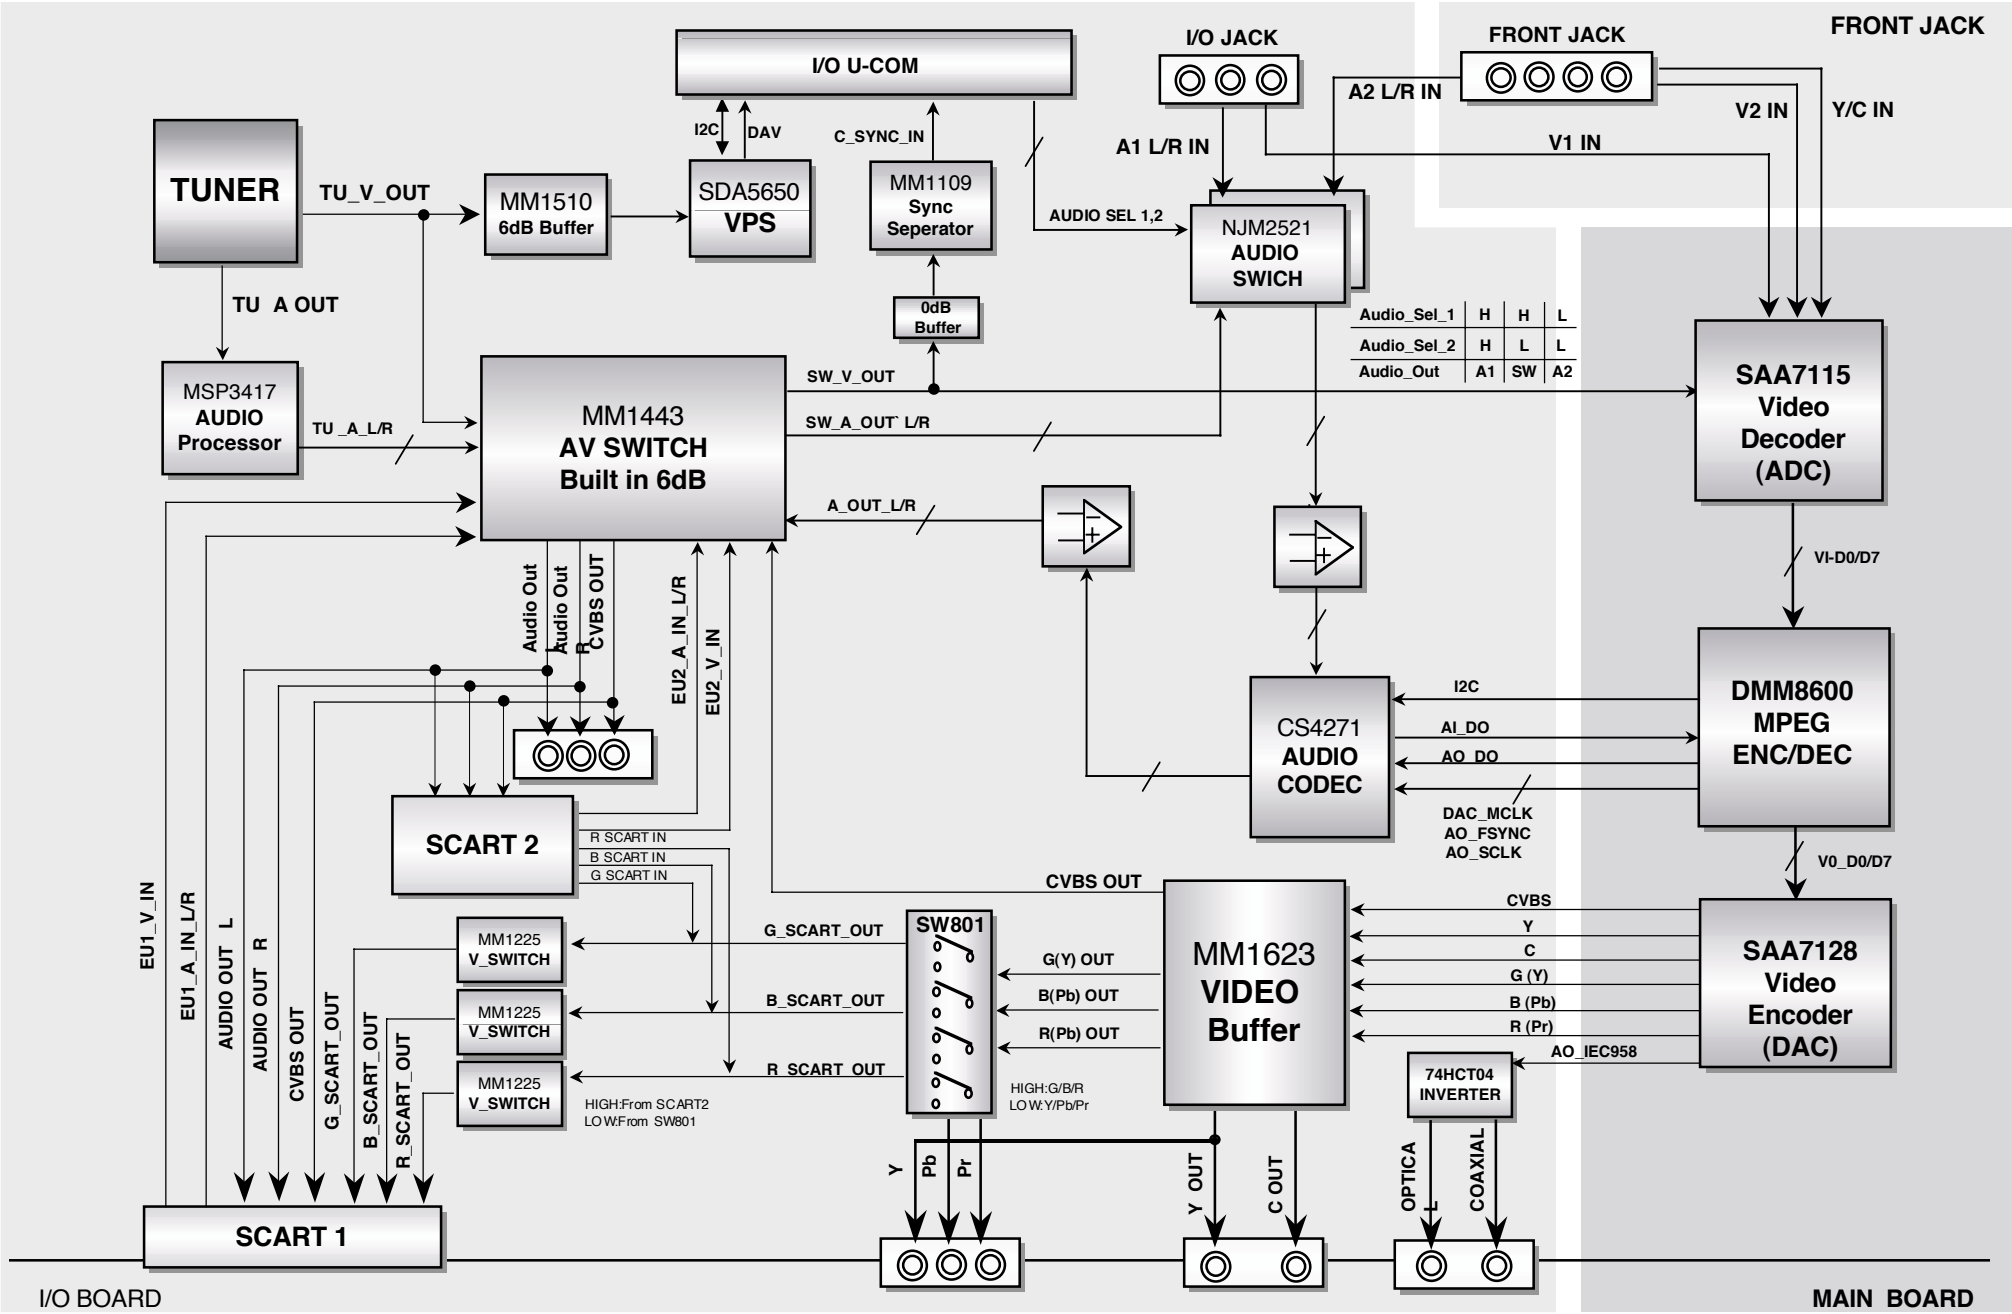 FRONT JACK
I/O JACK
FRONT JACK
I/O U-COM
A2 L/R IN
V2 IN
Y/C IN
I2C
DAV
C_SYNC_IN
A1 L/R IN
V1 IN
TUNER
TU_V_OUT
MM1510
6dB Buffer
SDA5650
VPS
MM1109
Sync
Seperator
AUDIO SEL 1,2
NJM2521
AUDIO
SWICH
TU A OUT
0dB
Buffer
Audio_Sel_1 H H L
Audio_Sel_2 H L L
Audio_Out A1 SW A2
MSP3417
AUDIO
Processor
TU _A_L/R
MM1443
AV SWITCH
Built in 6dB
SW_V_OUT
SW_A_OUT` L/R
A_OUT_L/R
SAA7115
Video
Decoder
(ADC)
VI-D0/D7
Audio Out L
Audio Out R
CVBS OUT
EU2_A_IN_L/R
EU2_V_IN
I2C
AI_DO
AO_DO
DAC_MCLK
AO_FSYNC
AO_SCLK
CS4271
AUDIO
CODEC
DMM8600
MPEG
ENC/DEC
V0_D0/D7
SCART 2
R SCART IN
B SCART IN
G SCART IN
CVBS OUT
EU1_V_IN
EU1_A_IN_L/R
AUDIO OUT L
AUDIO OUT R
CVBS OUT
G_SCART_OUT
B_SCART_OUT
R_SCART_OUT
MM1225
V_SWITCH
MM1225
V_SWITCH
MM1225
V_SWITCH
HIGH:From SCART2
LOW:From SW801
G_SCART_OUT
B_SCART_OUT
R_SCART_OUT
SW801
G(Y) OUT
B(Pb) OUT
R(Pb) OUT
HIGH:G/B/R
LOW:Y/Pb/Pr
MM1623
VIDEO
Buffer
CVBS
Y
C
G (Y)
B (Pb)
R (Pr)
AO_IEC958
SAA7128
Video
Encoder
(DAC)
74HCT04
INVERTER
Y
Pb
Pr
Y OUT
C OUT
OPTICA
L
COAXIAL
SCART 1
I/O BOARD
MAIN BOARD